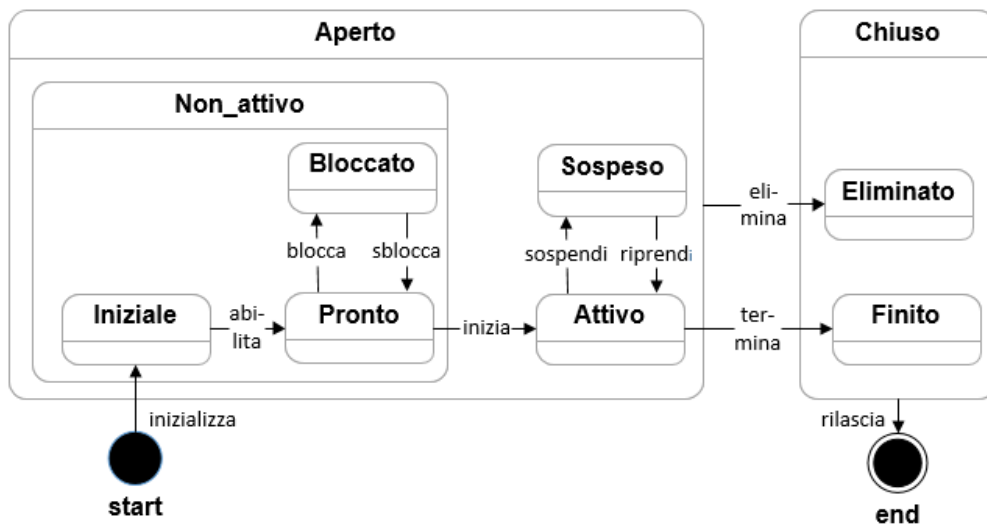 Aperto
Chiuso
Non_attivo
Bloccato
Sospeso
eli-
mina
Eliminato
blocca
sblocca
sospendi
riprendi
Iniziale
abi-
lita
Pronto
inizia
Attivo
ter-
mina
Finito
inizializza
rilascia
start
end